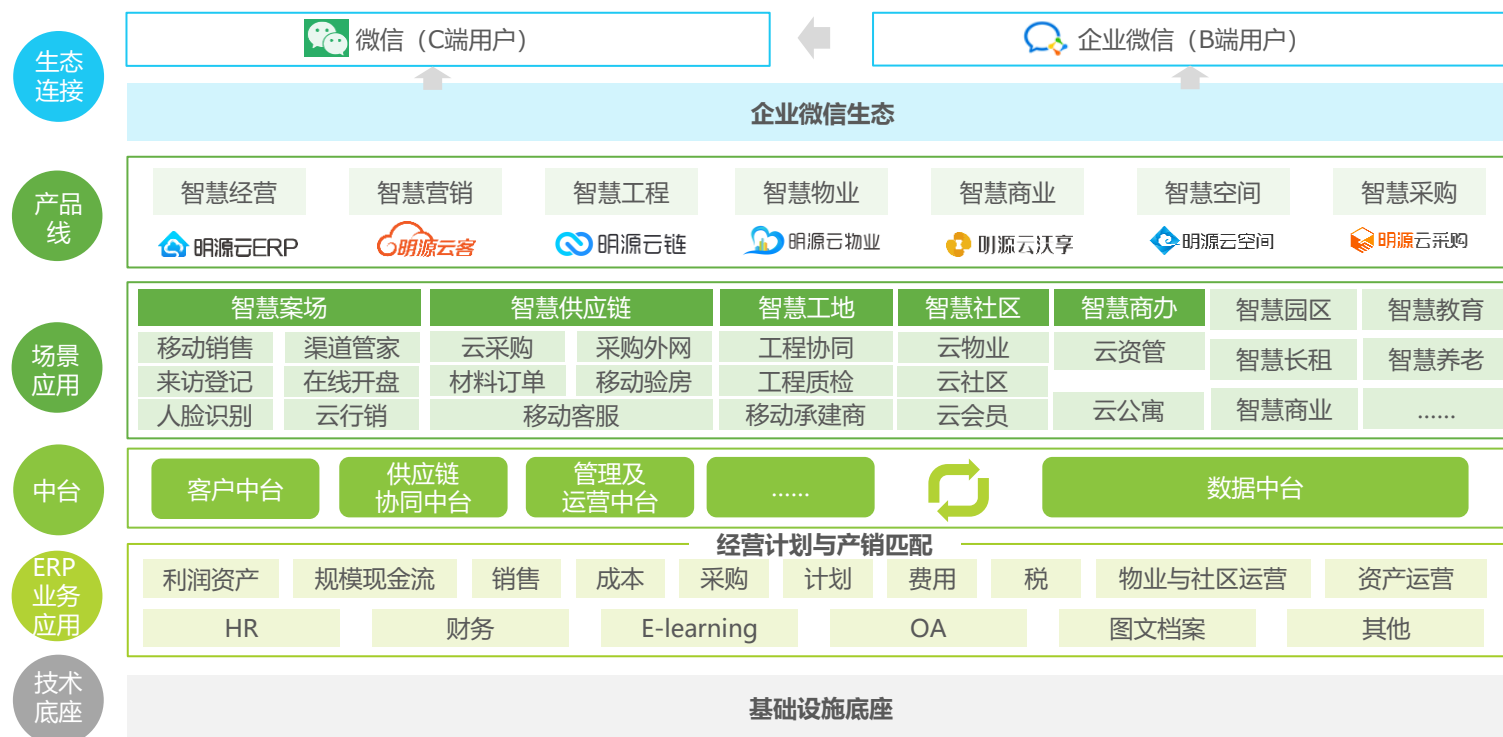 生态
连接
微信（C端用户）
企业微信（B端用户）
企业微信生态
产品
线
智慧经营
智慧营销
智慧工程
智慧物业
智慧商业
智慧空间
智慧采购
明源云ERP
明源云客
明源云链
明源云物业
明源云沃享
明源云空间
明源云采购
场景
应用
智慧案场
智慧供应链
智慧工地
智慧社区
智慧商办
智慧园区
智慧教育
移动销售
渠道管家
云采购
采购外网
工程协同
云物业
云资管
智慧长租
智慧养老
来访登记
在线开盘
材料订单
移动验房
工程质检
云社区
人脸识别
云行销
移动客服
移动承建商
云会员
云公寓
智慧商业
......
中台
客户中台
供应链
协同中台
管理及
运营中台
......
数据中台
ERP
业务
应用
经营计划与产销匹配
利润资产
规模现金流
销售
成本
采购
计划
费用
税
物业与社区运营
资产运营
HR
财务
E-learning
OA
图文档案
其他
技术
底座
基础设施底座